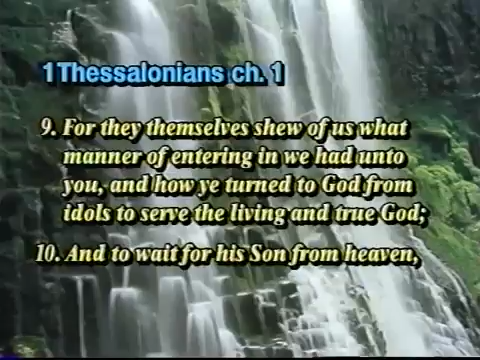 1 Thessalonians ch. 1
9. For they themselves shew of us what
manner of entering in we had unto
you, and how ye turned to God from
idols to serve the living and true God;
10. And to wait for his Son from heaven,